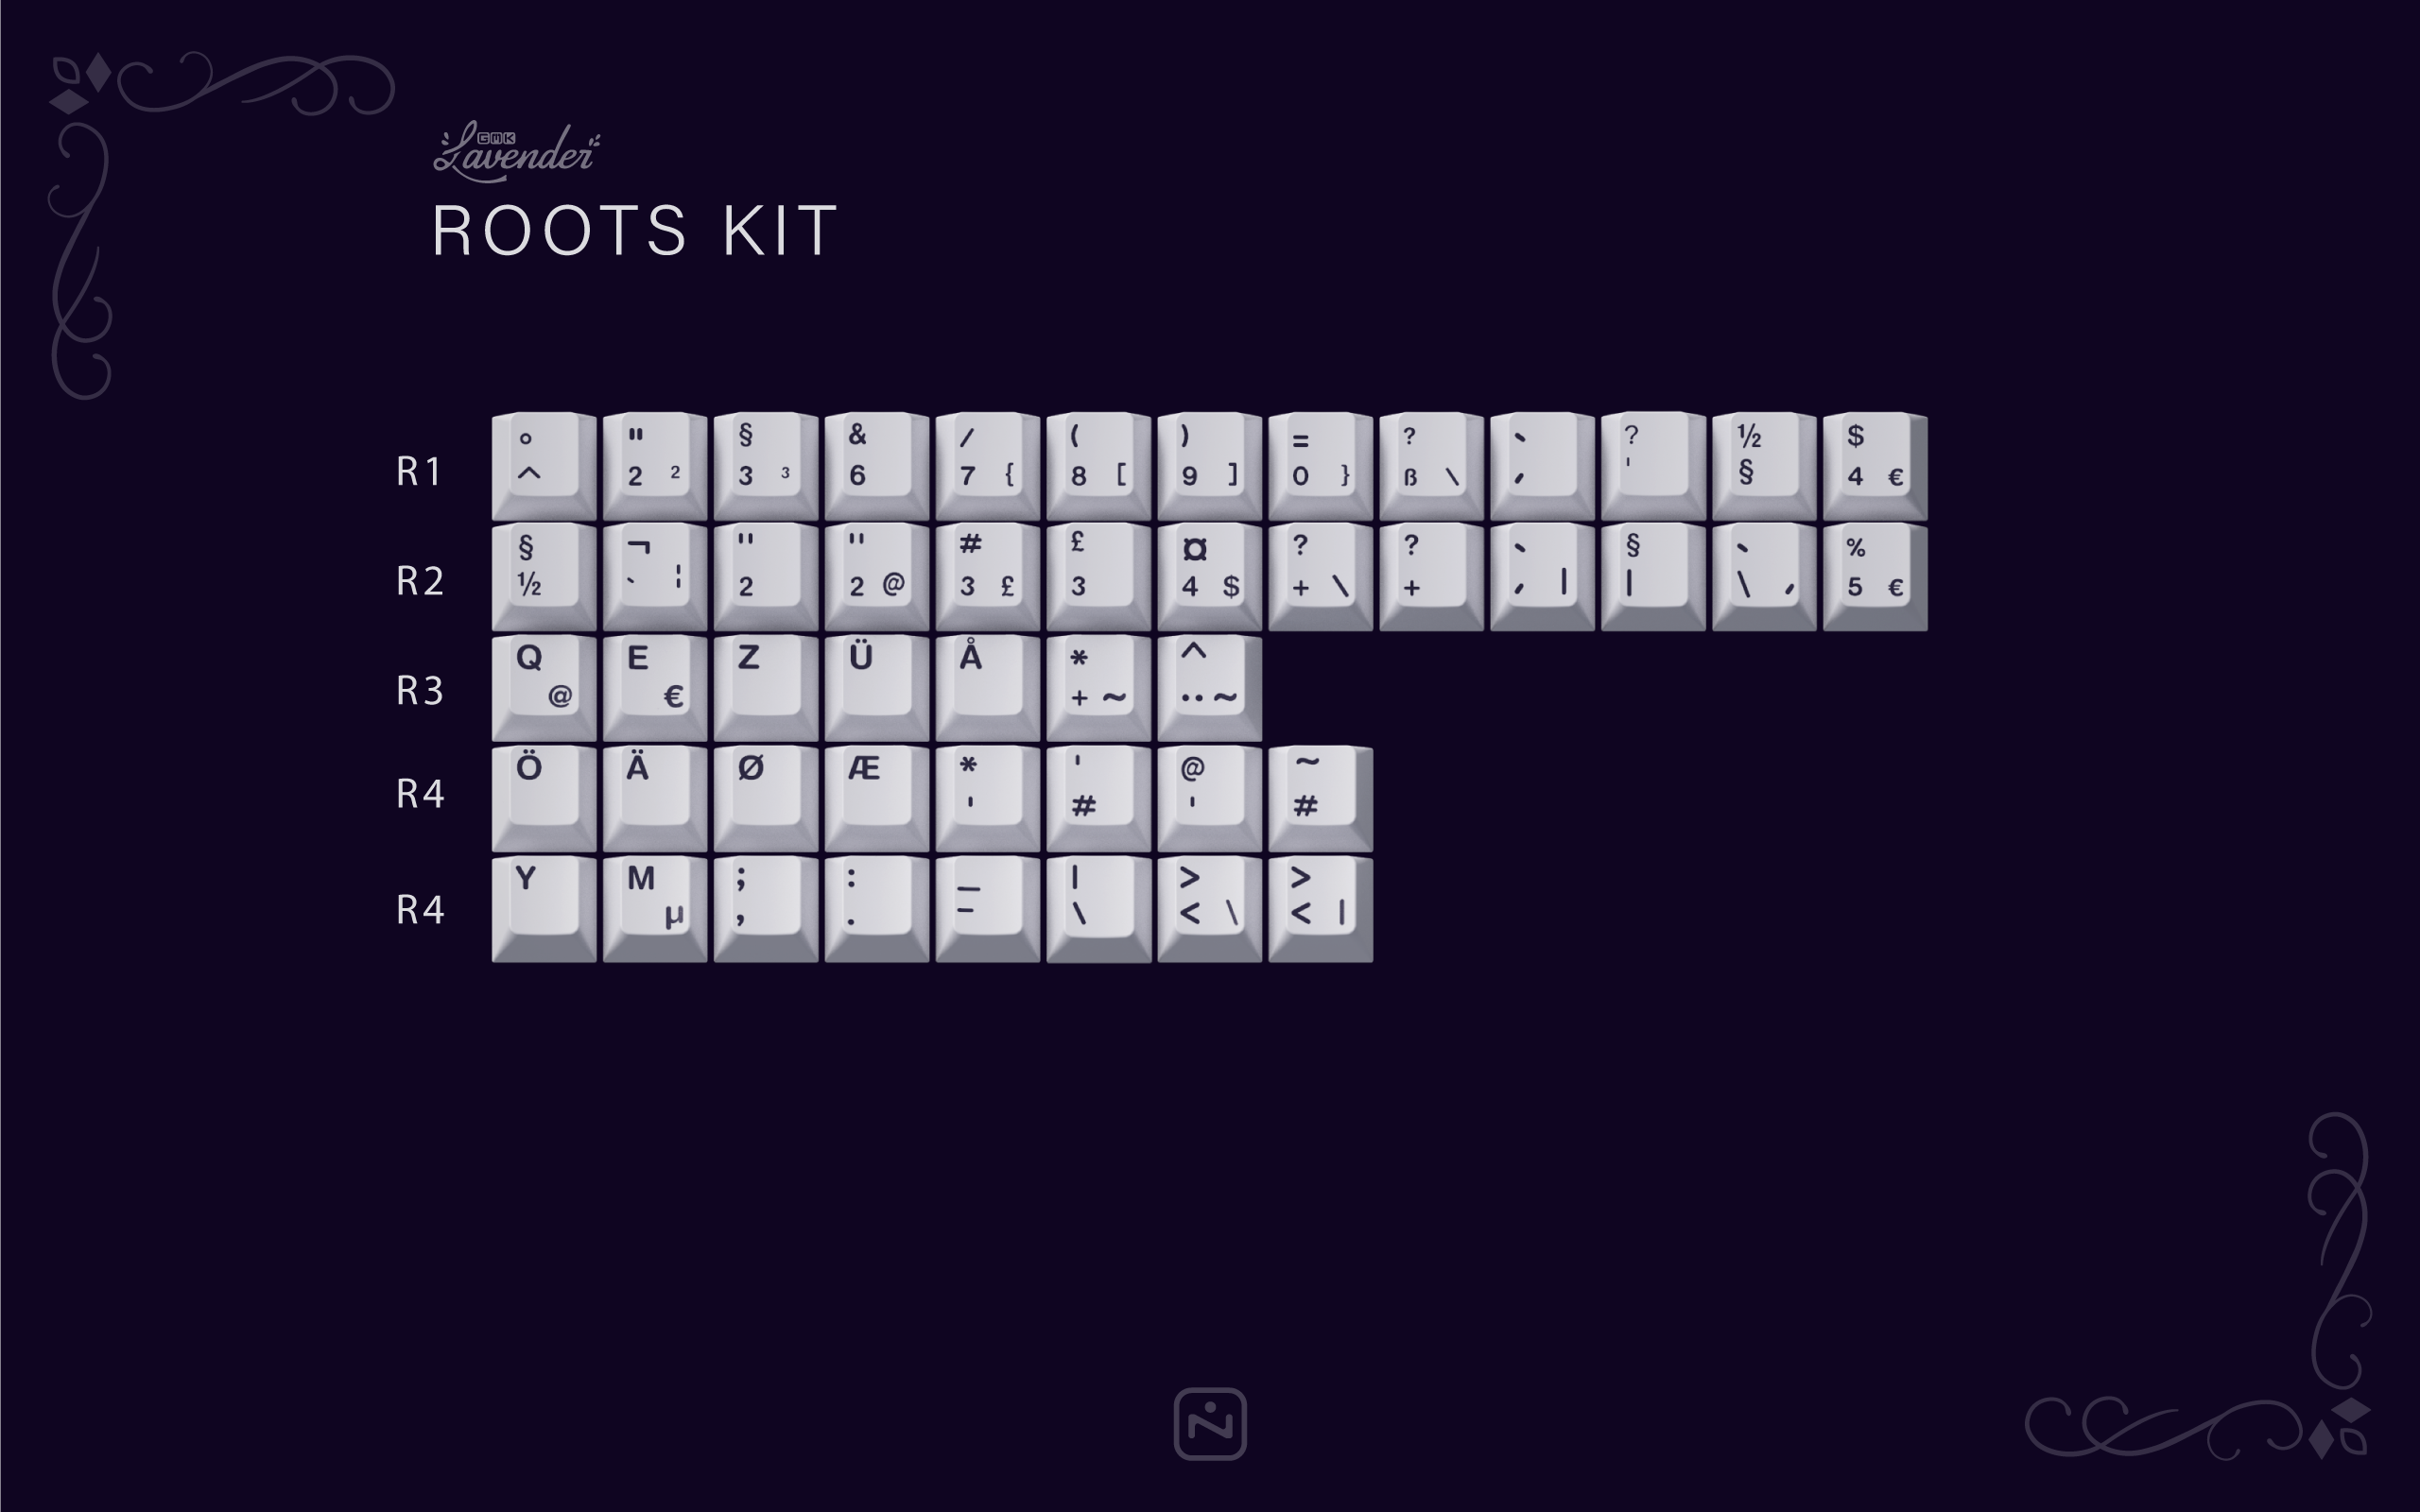 GMK
Lavender
ROOTS KIT
R1
° " § & / ( ) = ? ` ? ½ $
^ 2 ² 3 ³ 6 7 { 8 [ 9 ] 0 } ß \ ´ ' § 4 €
R2
§ ¬ " " # £ ¤ ? ? ` § ` %
½ ` ¦ 2 2 @ 3 £ 3 4 $ + \ + ´ | | \ ´ 5 €
R3
Q E Z Ü Å * ^
@ € + ~ ¨ ~
R4
Ö Ä Ø Æ * ' @ ~
' # ' #
R4
Y M ; : _ | > >
µ , . - \ < \ < |